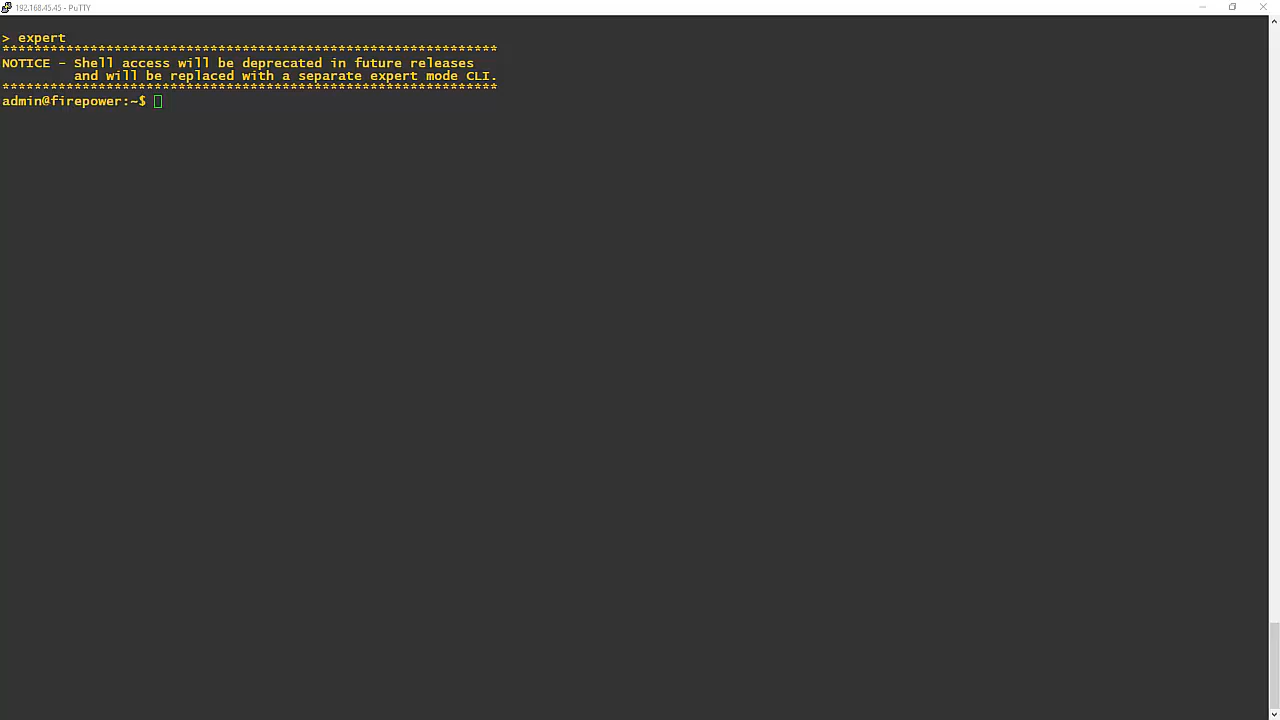 192.168.45.45 - PuTTY
> expert
**************************************************************
NOTICE - Shell access will be deprecated in future releases
         and will be replaced with a separate expert mode CLI.
**************************************************************
admin@firepower:~$